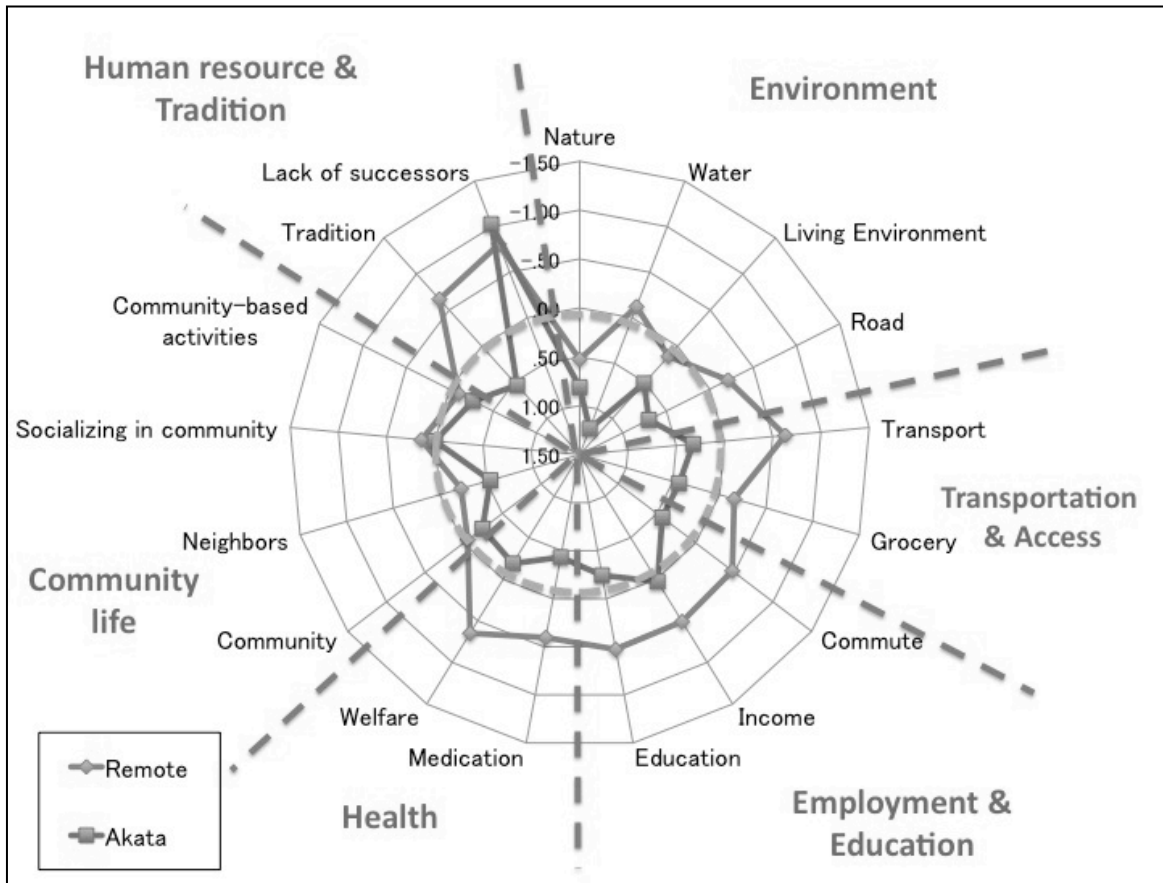 Human resource &
Tradition
Environment
Nature
Lack of successors
Water
Tradition
Living Environment
Community-based
activities
Road
Socializing in community
Transport
Transportation
& Access
Neighbors
Grocery
Community
life
Community
Commute
Welfare
Income
Medication
Education
Health
Employment &
Education
-1.50
-1.00
-.50
.00
.50
1.00
1.50
Remote
Akata